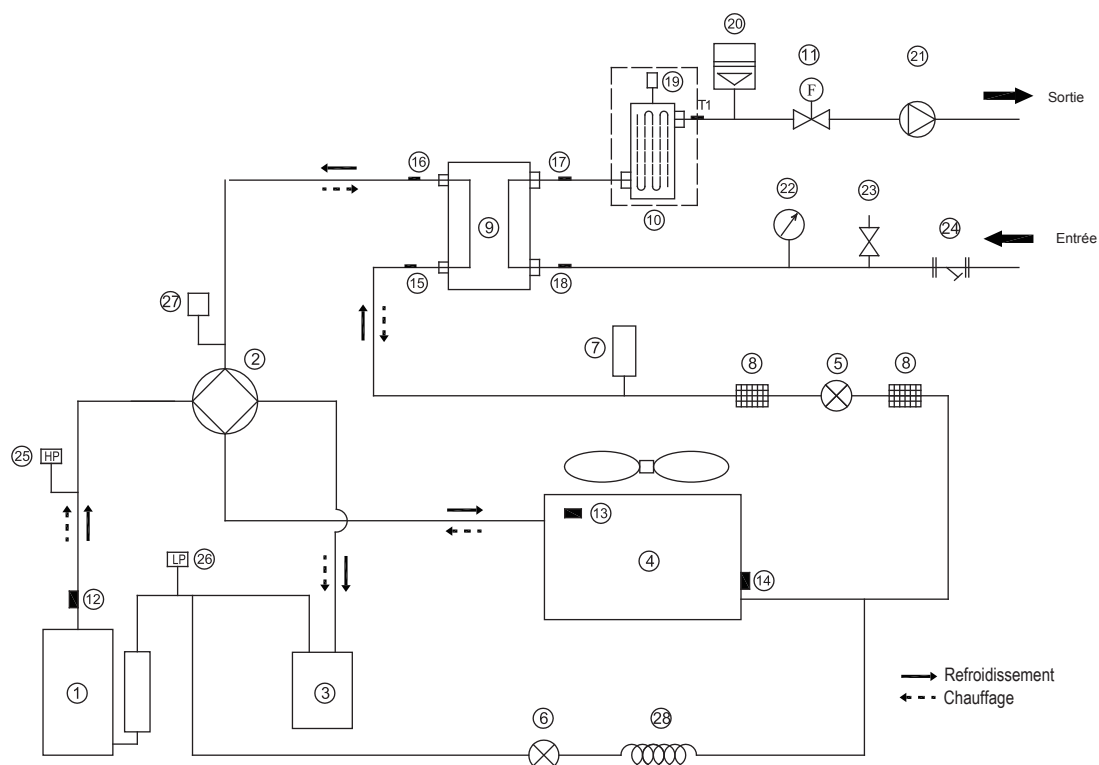 20 11 21
19 T1 Sortie
16 17 10 22 23 24
9 Entrée
15 18
27 2 7 8 5 8
25 HP
13
LP 26 4 14
12
Refroidissement
1 3 Chauffage
6 28
F